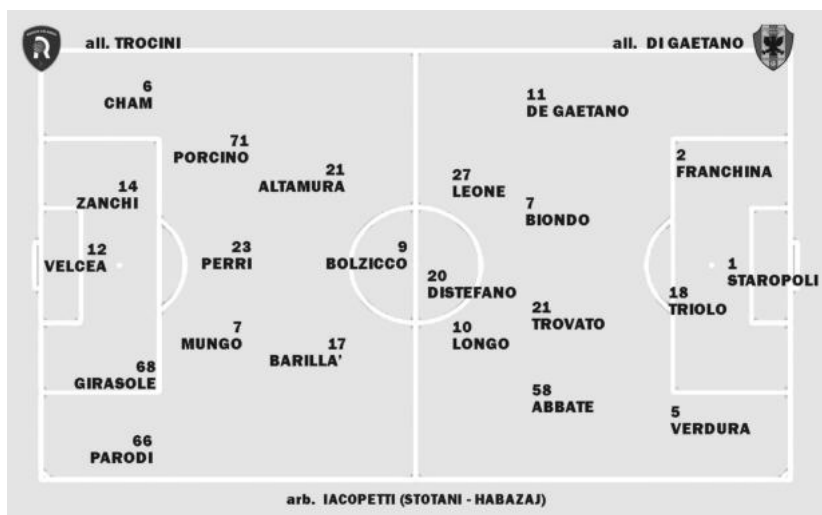 all. TROCINI
all. DI GAETANO
6
CHAM
71
PORCINO
21
ALTAMURA
14
ZANCHI
12
VELCEA
23
PERRI
9
BOLZICCO
7
MUNGO
17
BARILLA'
68
GIRASOLE
66
PARODI
11
DE GAETANO
27
LEONE
7
BIONDO
2
FRANCHINA
1
STAROPOLI
20
DISTEFANO
18
TRIOLO
21
TROVATO
10
LONGO
58
ABBATE
5
VERDURA
arb. IACOPETTI (STOTANI - HABAZAJ)